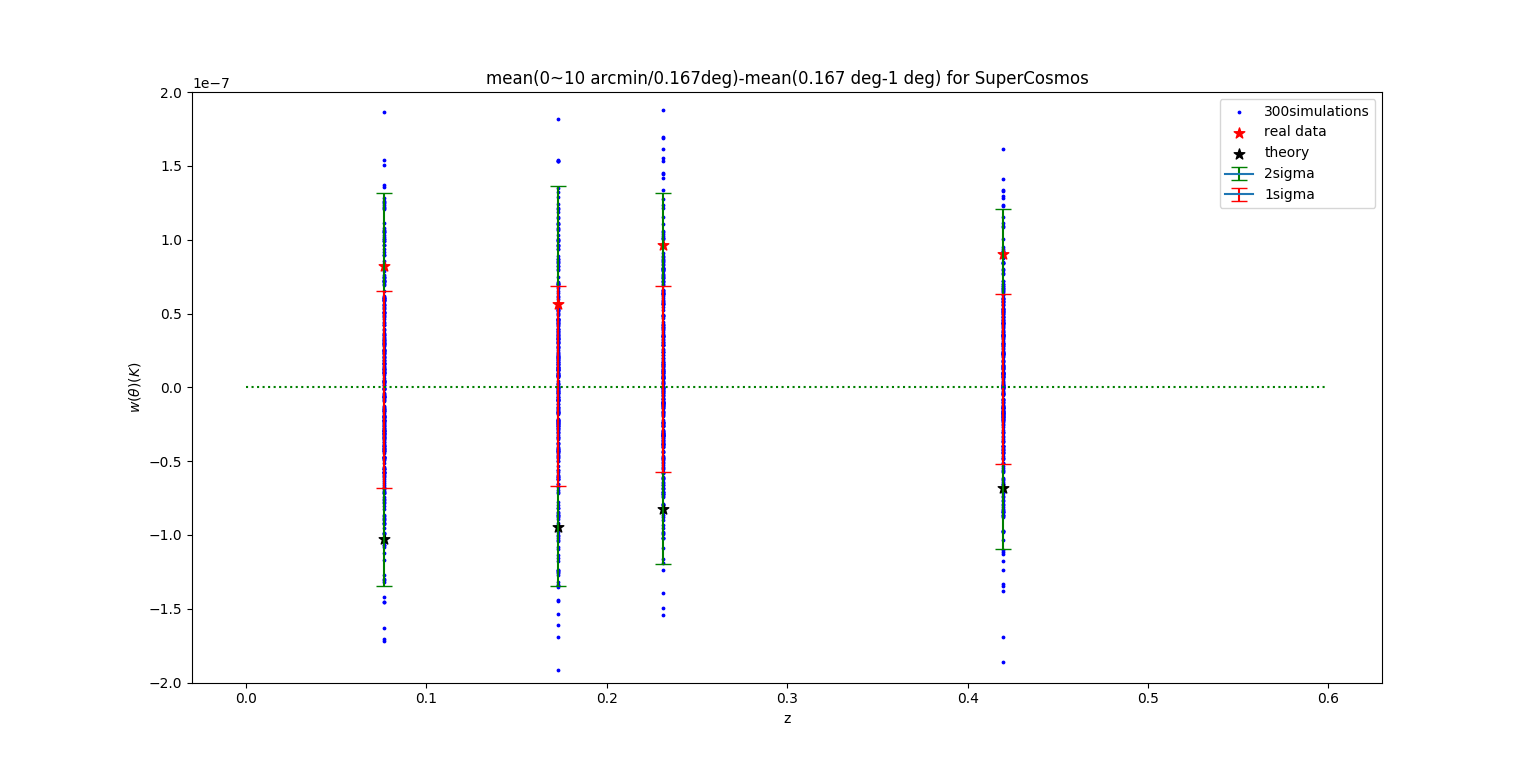 mean(0~10 arcmin/0.167deg)-mean(0.167 deg-1 deg) for SuperCosmos
1e−7
2.0
1.5
1.0
0.5
0.0
−0.5
−1.0
−1.5
−2.0
w(θ)(K)
300simulations
real data
theory
2sigma
1sigma
0.0 0.1 0.2 0.3 0.4 0.5 0.6
z